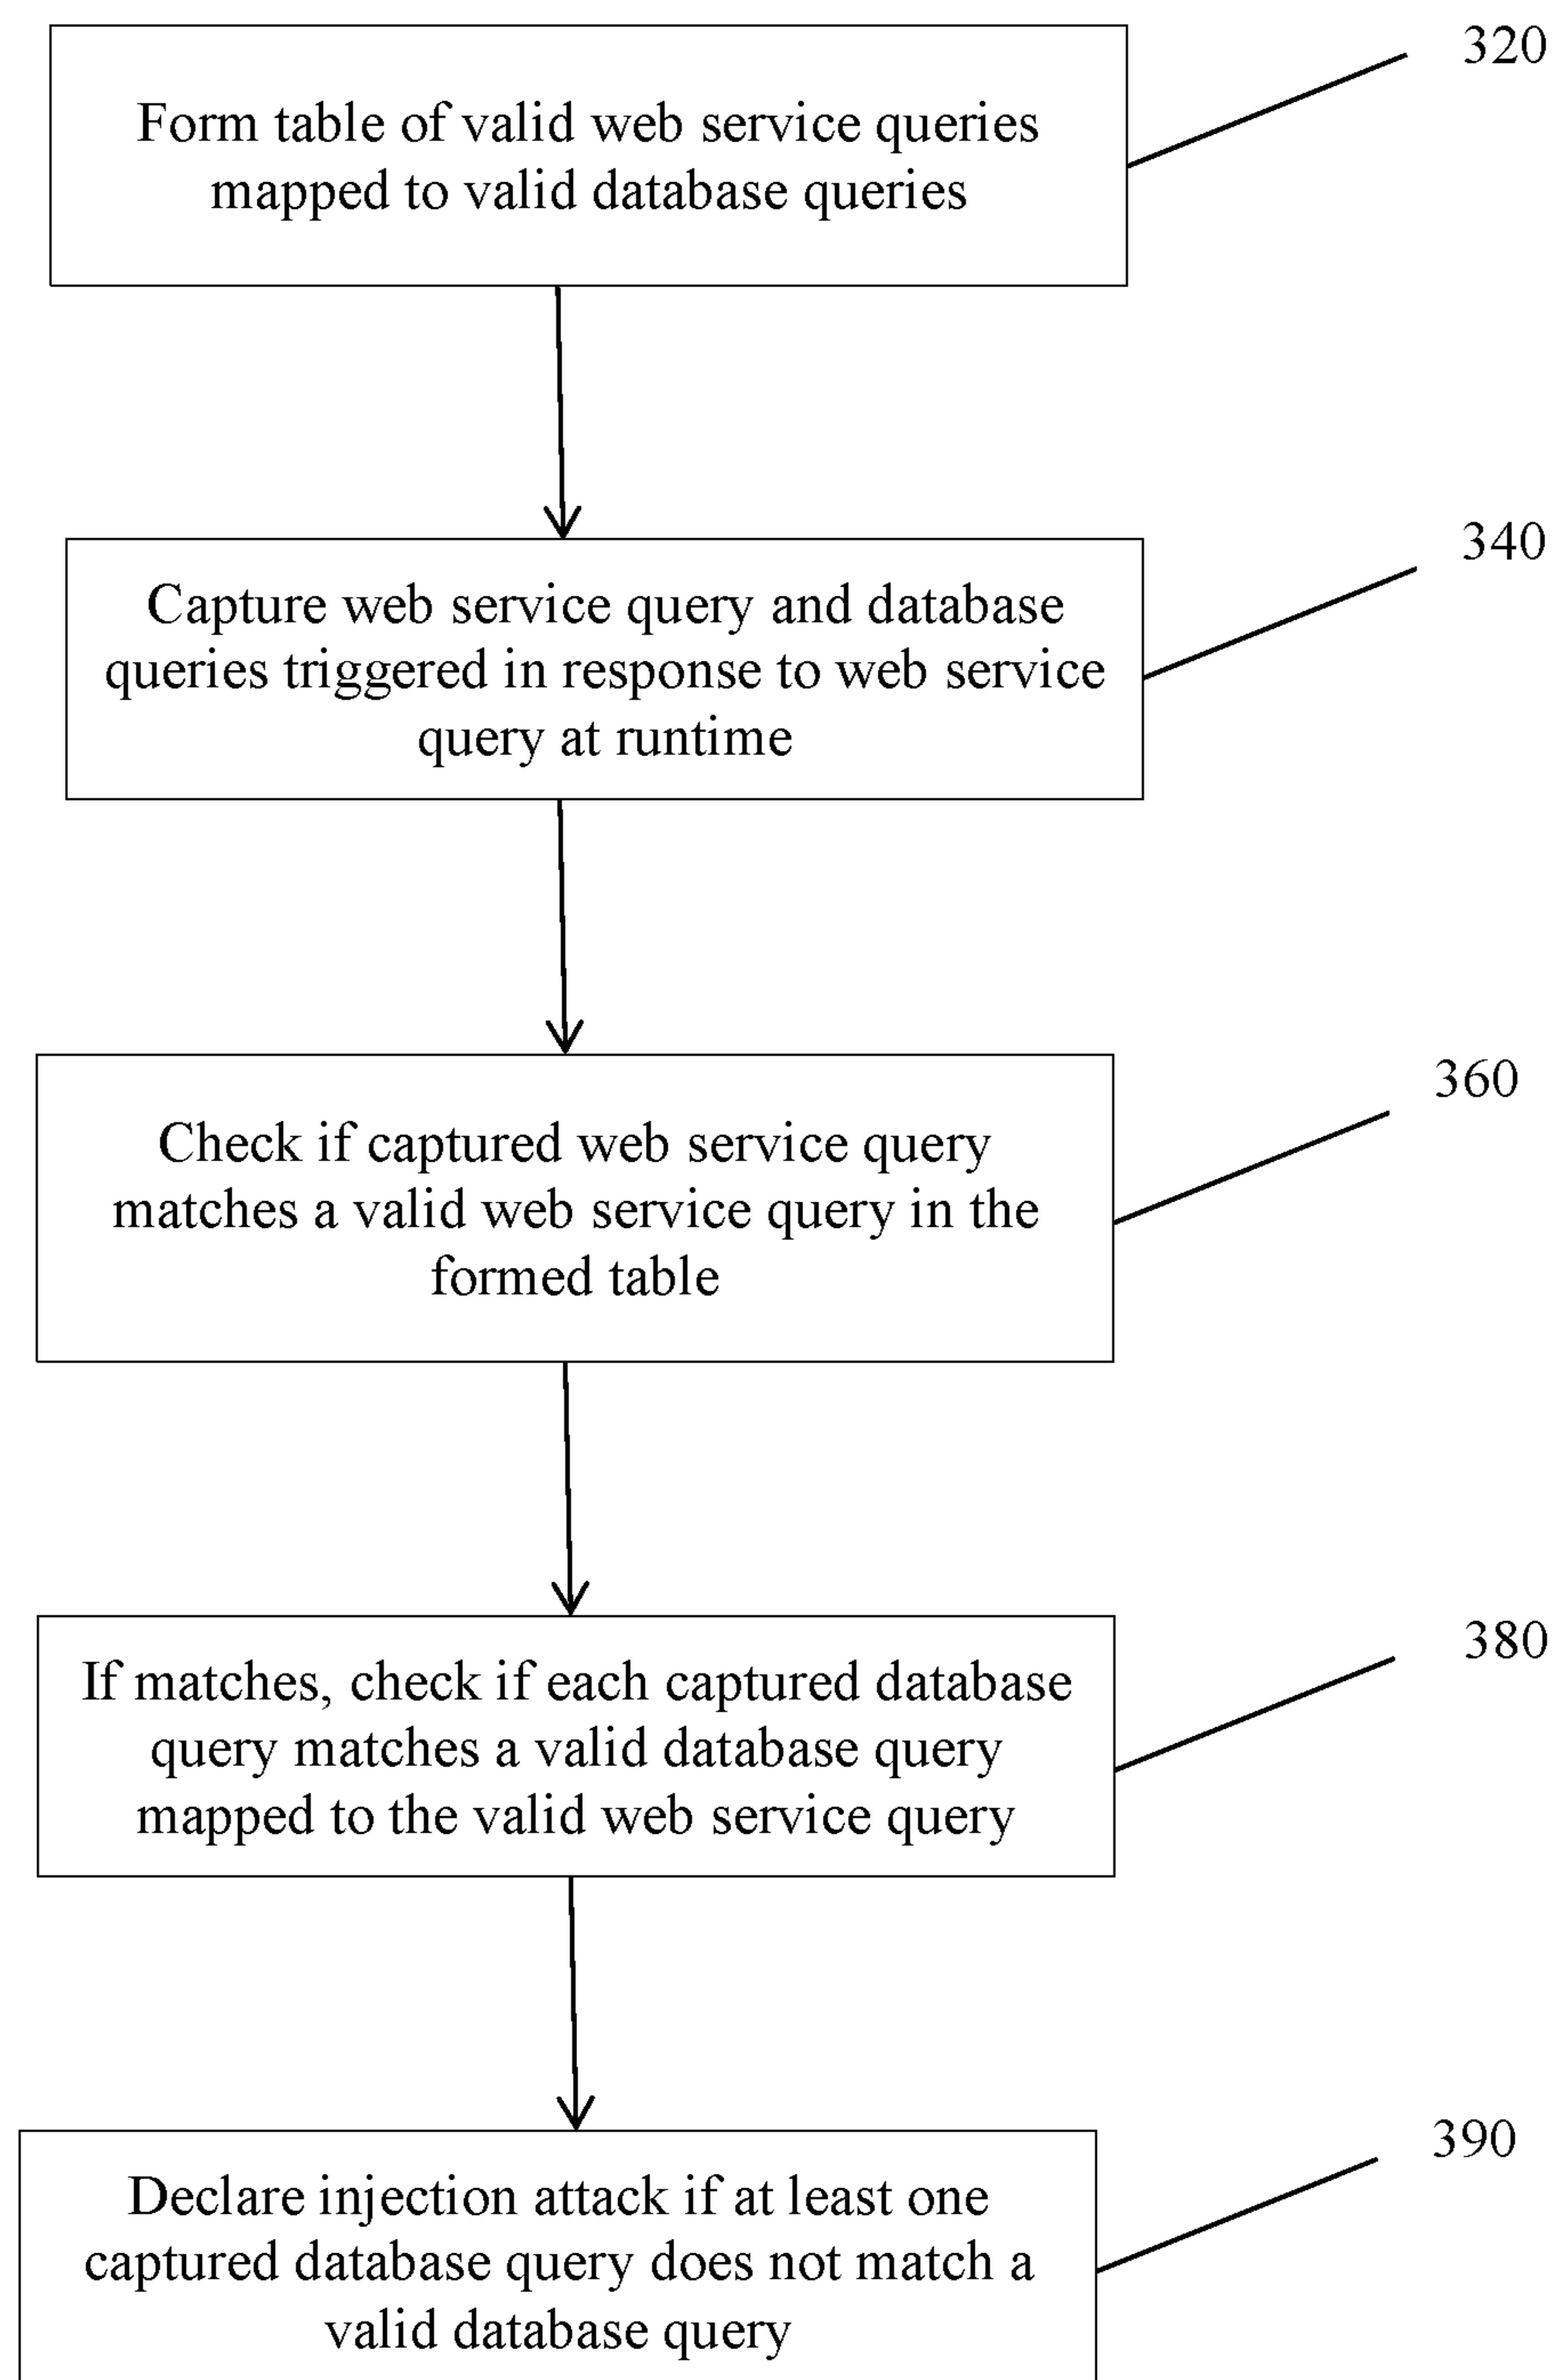 320
Form table of valid web service queries
mapped to valid database queries
340
Capture web service query and database
queries triggered in response to web service
query at runtime
360
Check if captured web service query
matches a valid web service query in the
formed table
380
If matches, check if each captured database
query matches a valid database query
mapped to the valid web service query
390
Declare injection attack if at least one
captured database query does not match a
valid database query